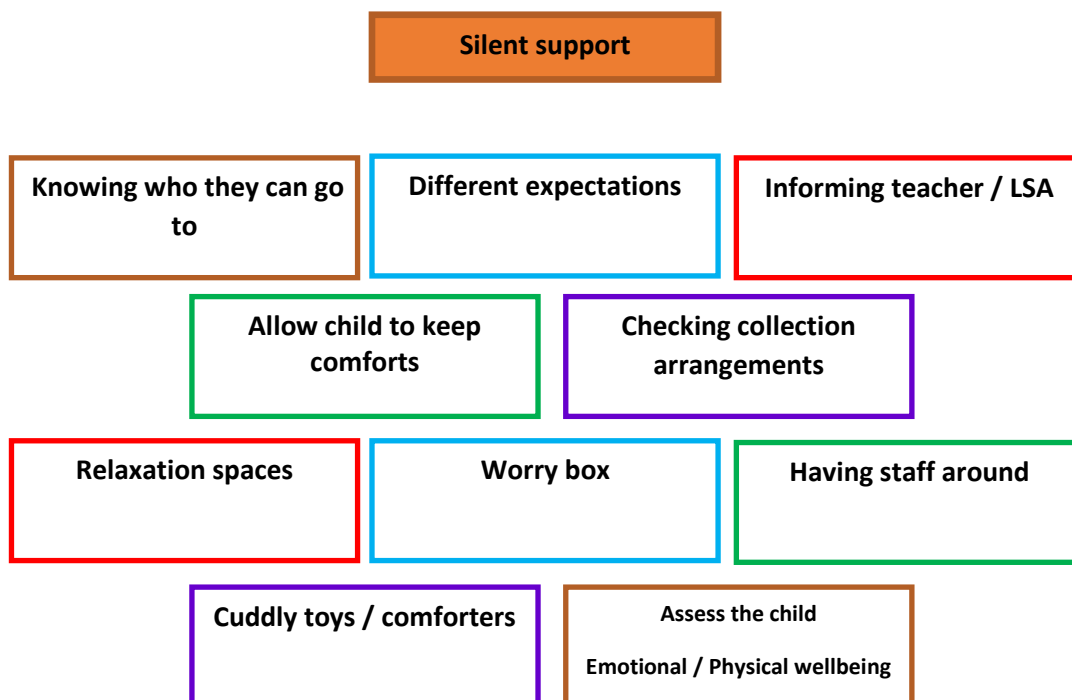 Silent support
Knowing who they can go
to
Different expectations
Informing teacher / LSA
Allow child to keep
comforts
Checking collection
arrangements
Relaxation spaces
Worry box
Having staff around
Cuddly toys / comforters
Assess the child
Emotional / Physical wellbeing